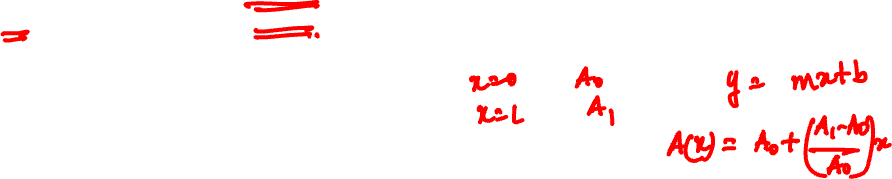 =
x=0 A₀ y = mx+b
x=L A₁
A(x) = A₀ + ((A₁-A₀)/A₀)x